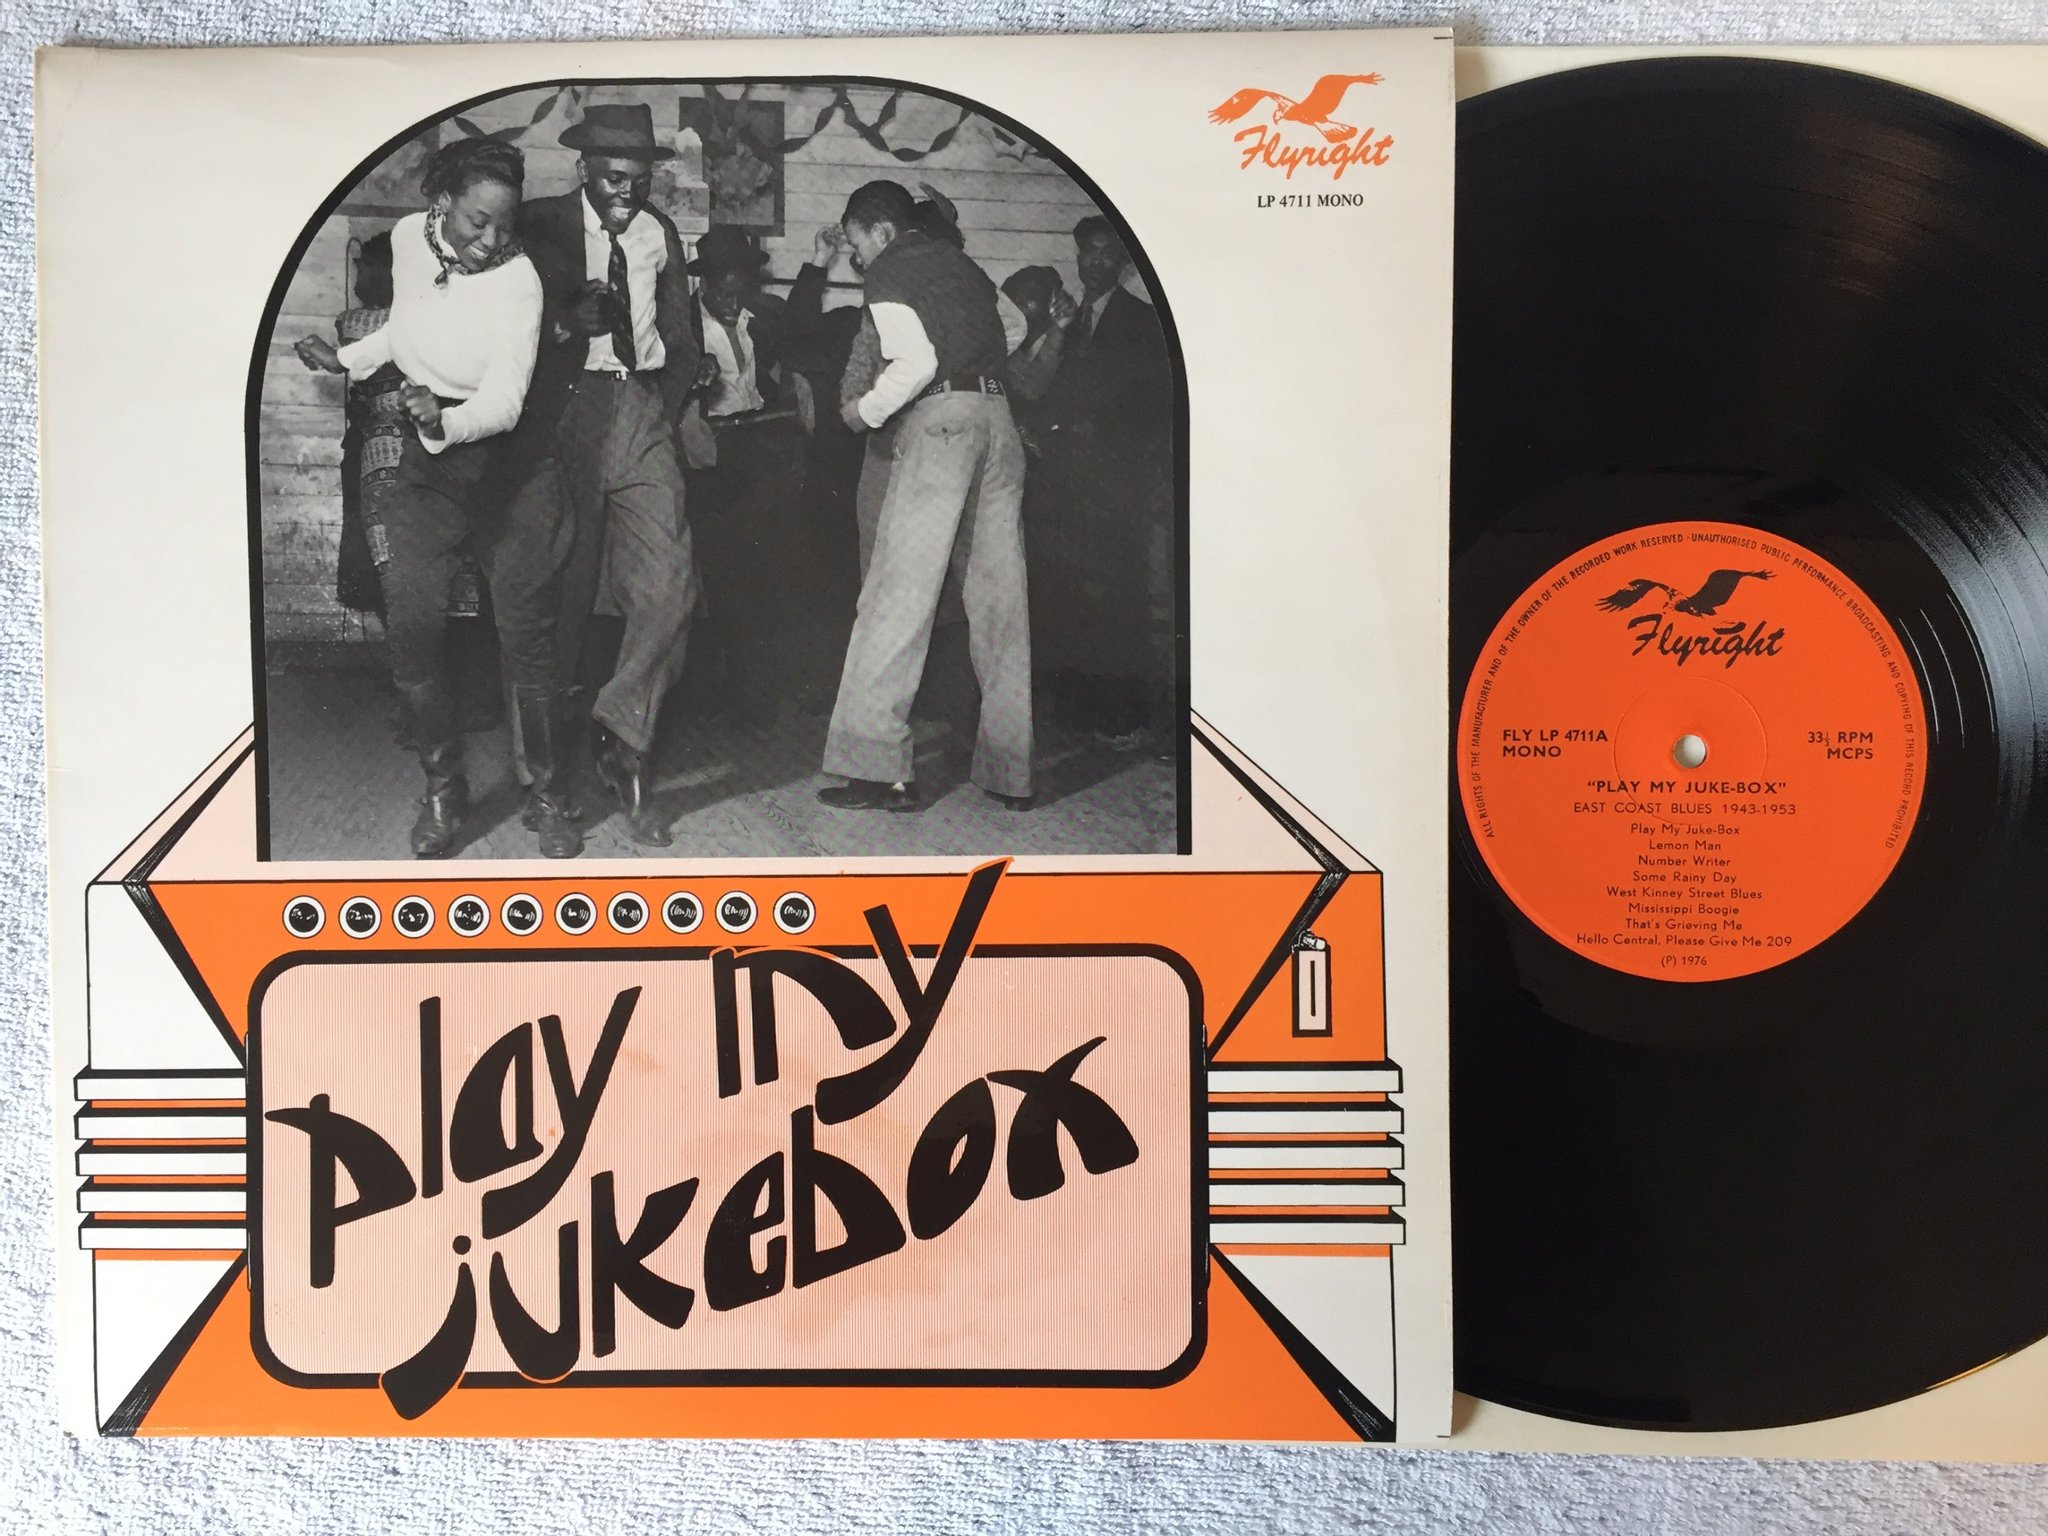 Flyright
LP 4711 MONO
play my
jukebox
ALL RIGHTS OF THE MANUFACTURER AND OF THE OWNER OF THE RECORDED WORK RESERVED · UNAUTHORISED PUBLIC PERFORMANCE BROADCASTING AND COPYING OF THIS RECORD PROHIBITED
Flyright
FLY LP 4711A
MONO
33⅓ RPM
MCPS
"PLAY MY JUKE-BOX"
EAST COAST BLUES 1943-1953
Play My Juke-Box
Lemon Man
Number Writer
Some Rainy Day
West Kinney Street Blues
Mississippi Boogie
That's Grieving Me
Hello Central, Please Give Me 209
(P) 1976